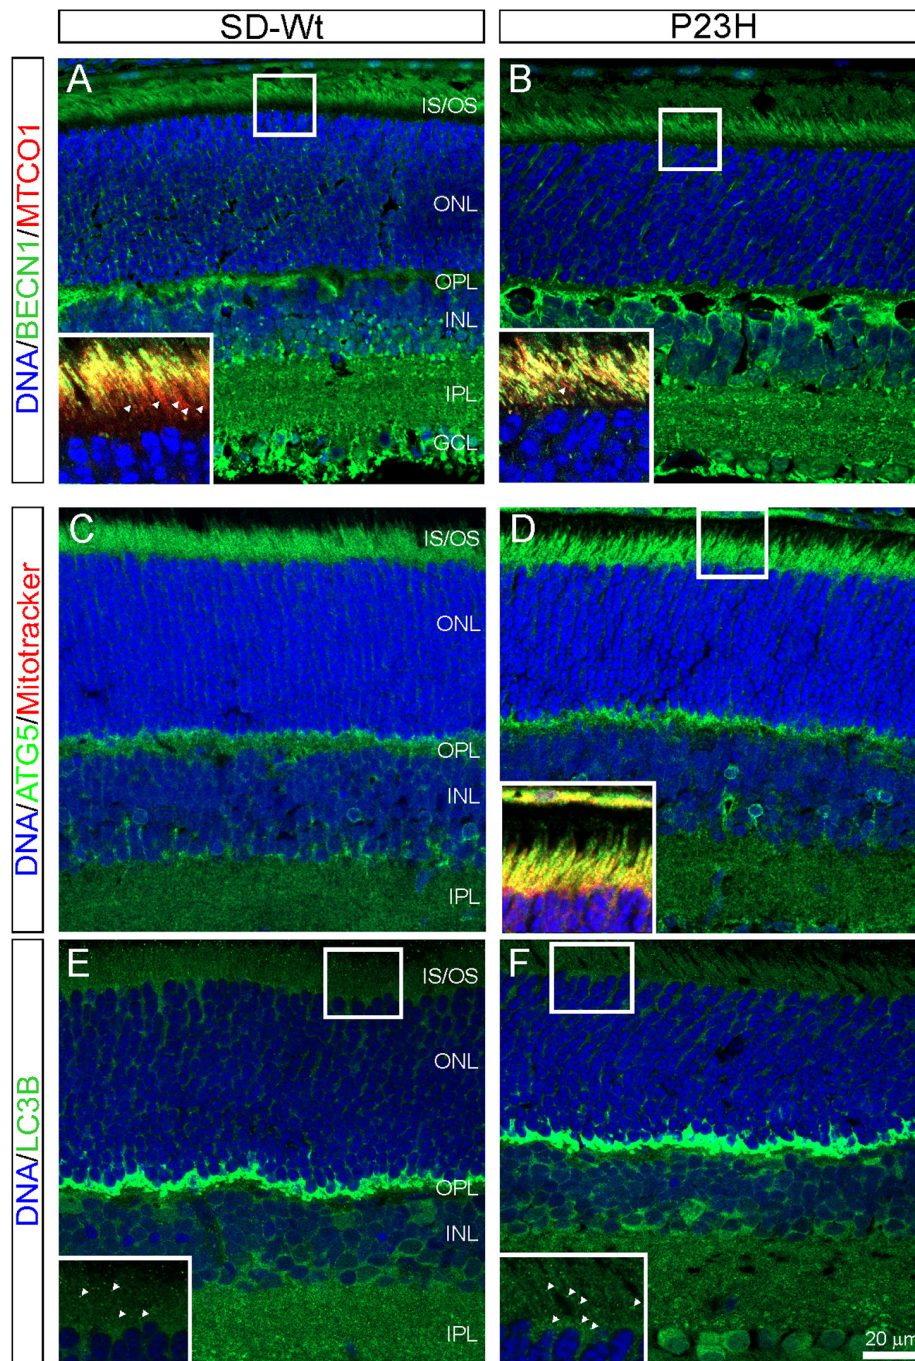 SD-Wt
P23H
DNA/BECN1/MTCO1
A
IS/OS
ONL
OPL
INL
IPL
GCL
B
DNA/ATG5/Mitotracker
C
IS/OS
ONL
OPL
INL
IPL
D
DNA/LC3B
E
IS/OS
ONL
OPL
INL
IPL
F
20 µm